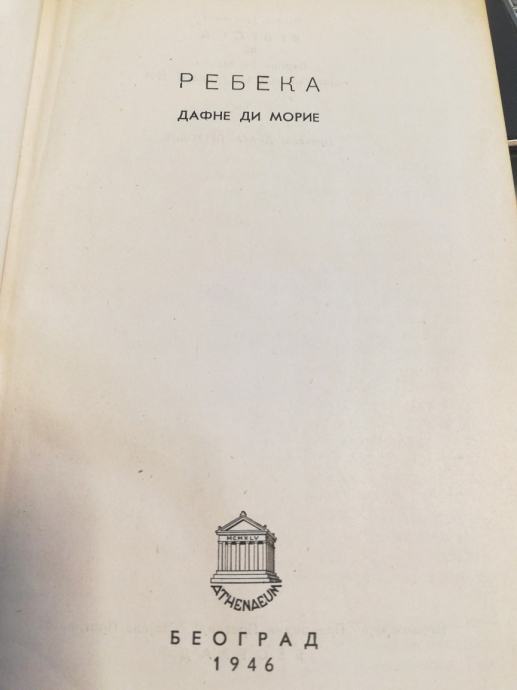 РЕБЕКА
ДАФНЕ ДИ МОРИЕ
MCMXLV
ATHENAEUM
БЕОГРАД
1946